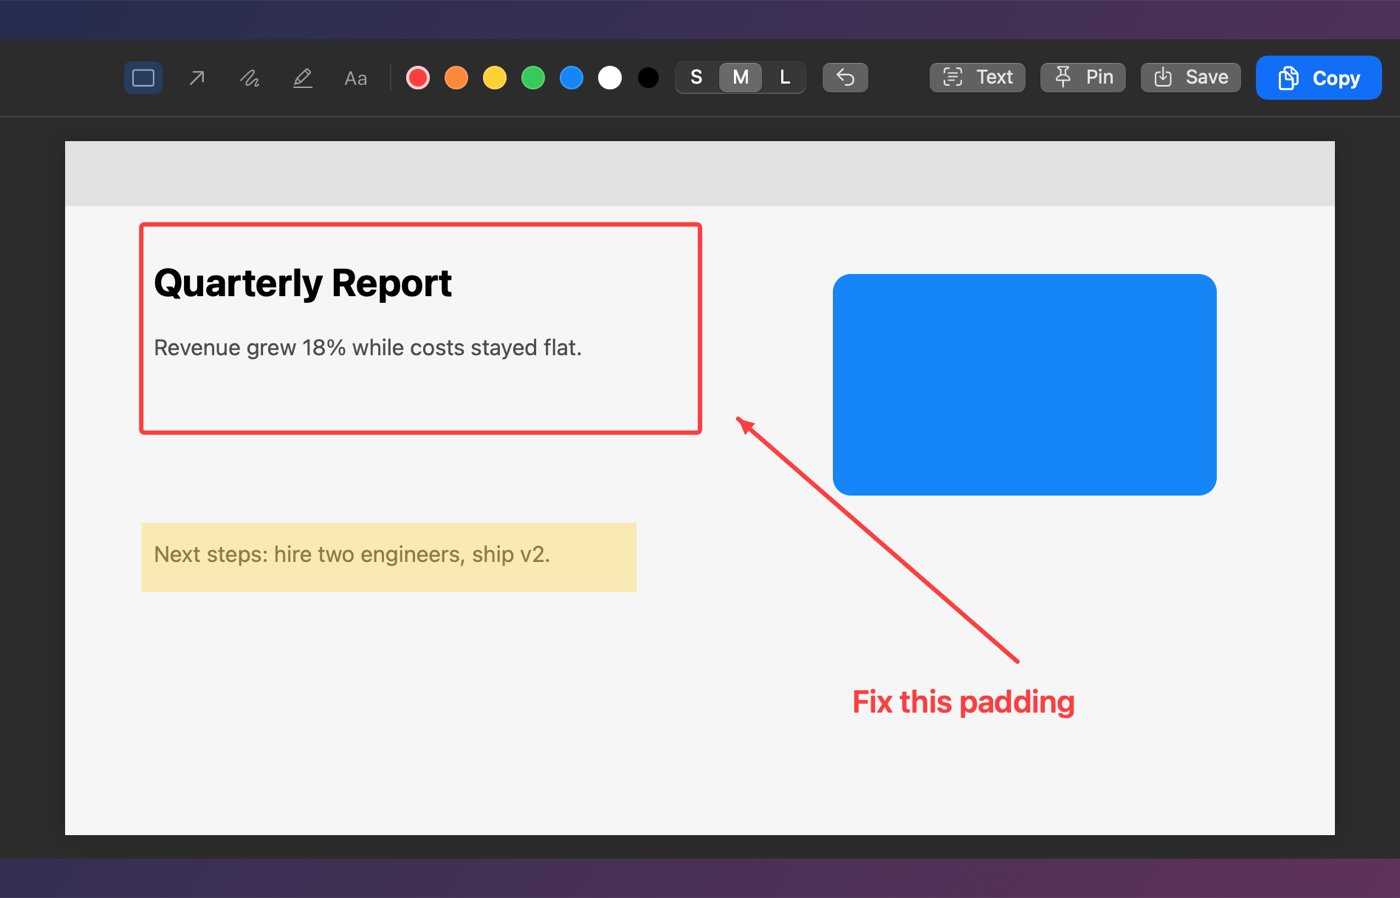 Aa
S M L
Text
Pin
Save
Copy
Quarterly Report
Revenue grew 18% while costs stayed flat.
Next steps: hire two engineers, ship v2.
Fix this padding